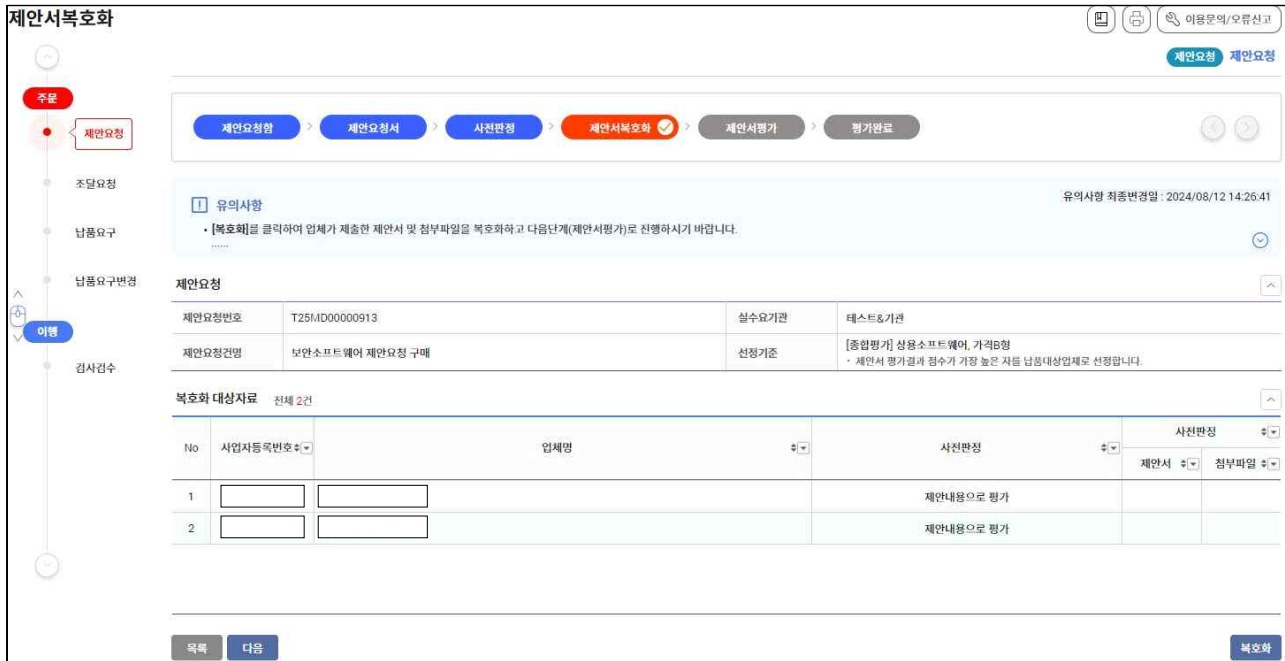 제안서복호화
이용문의/오류신고
제안요청 제안요청
주문
제안요청
조달요청
납품요구
납품요구변경
이행
검사검수
제안요청함 > 제안요청서 > 사전판정 > 제안서복호화 > 제안서평가 > 평가완료
유의사항
유의사항 최종변경일 : 2024/08/12 14:26:41
• [복호화]를 클릭하여 업체가 제출한 제안서 및 첨부파일을 복호화하고 다음단계(제안서평가)로 진행하시기 바랍니다.
......
제안요청
제안요청번호 T25MD00000913 실수요기관 테스트&기관
제안요청건명 보안소프트웨어 제안요청 구매 선정기준 [종합평가] 상용소프트웨어, 가격B형
・ 제안서 평가결과 점수가 가장 높은 자를 납품대상업체로 선정합니다.
복호화 대상자료 전체 2건
No 사업자등록번호 업체명 사전판정 사전판정
제안서 첨부파일
1 제안내용으로 평가
2 제안내용으로 평가
목록 다음 복호화